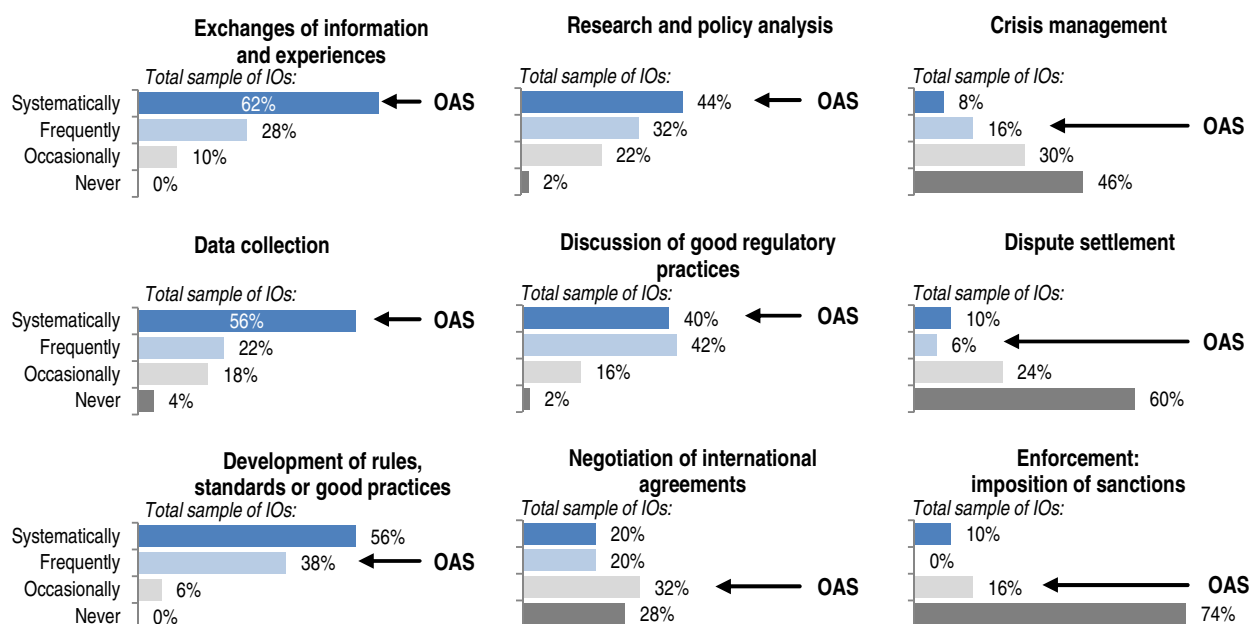 Exchanges of information
and experiences
Total sample of IOs:
Systematically 62% OAS
Frequently 28%
Occasionally 10%
Never 0%
Research and policy analysis
Total sample of IOs:
44% OAS
32%
22%
2%
Crisis management
Total sample of IOs:
8%
16% OAS
30%
46%
Data collection
Total sample of IOs:
Systematically 56% OAS
Frequently 22%
Occasionally 18%
Never 4%
Discussion of good regulatory
practices
Total sample of IOs:
40% OAS
42%
16%
2%
Dispute settlement
Total sample of IOs:
10%
6% OAS
24%
60%
Development of rules,
standards or good practices
Total sample of IOs:
Systematically 56%
Frequently 38% OAS
Occasionally 6%
Never 0%
Negotiation of international
agreements
Total sample of IOs:
20%
20%
32% OAS
28%
Enforcement:
imposition of sanctions
Total sample of IOs:
10%
0%
16% OAS
74%